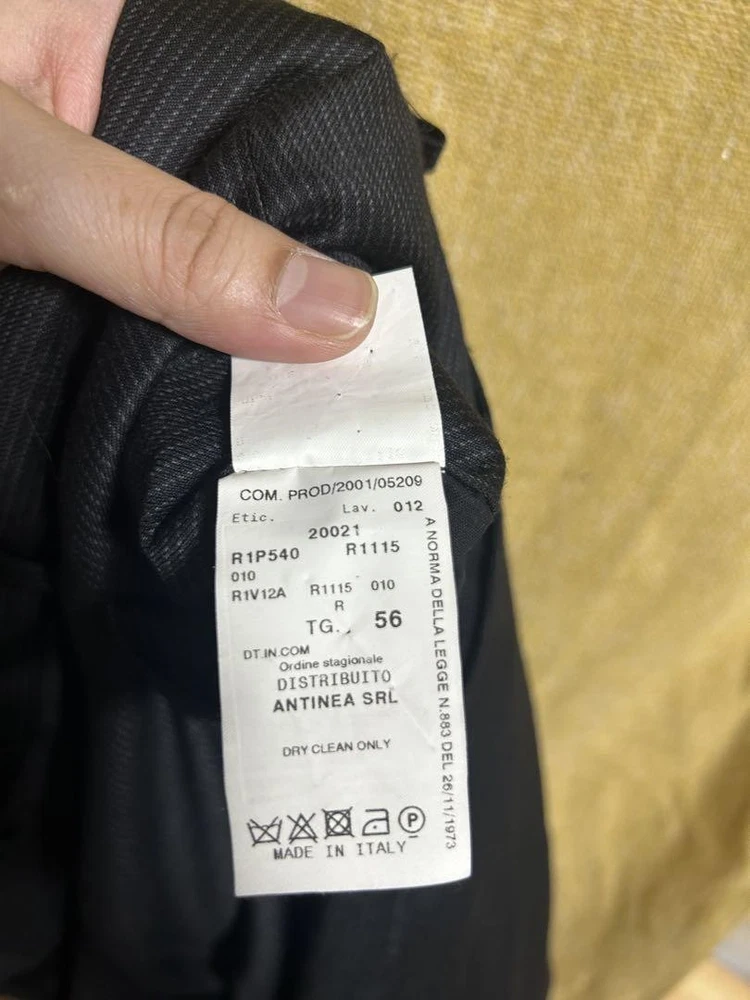 COM. PROD/2001/05209
Etic. Lav. 012
20021
R1P540 R1115
010
R1V12A R1115 010
R
TG. 56
DT.IN.COM
Ordine stagionale
DISTRIBUITO
ANTINEA SRL
DRY CLEAN ONLY
P
MADE IN ITALY
A NORMA DELLA LEGGE N.883 DEL 26/11/1973